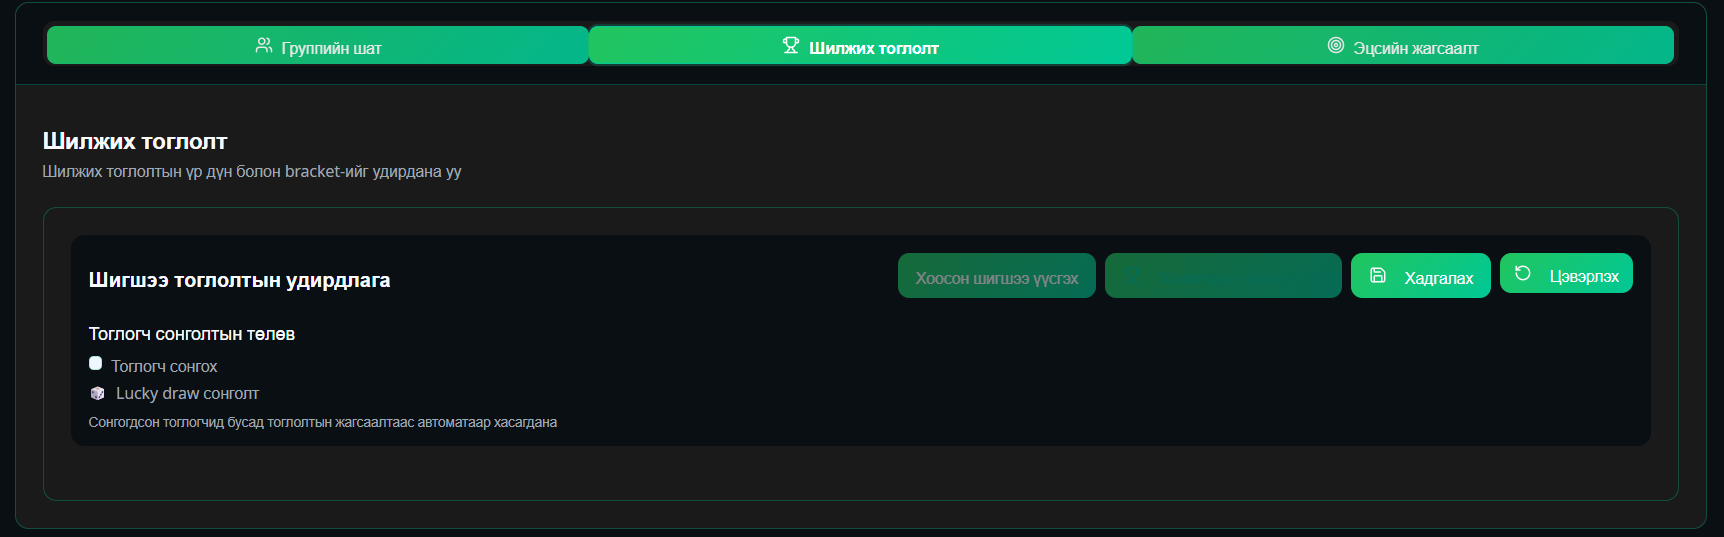 Группийн шат
Шилжих тоглолт
Эцсийн жагсаалт
Шилжих тоглолт
Шилжих тоглолтын үр дүн болон bracket-ийг удирдана уу
Шигшээ тоглолтын удирдлага
Хоосон шигшээ үүсгэх
Хадгалах
Цэвэрлэх
Тоглогч сонголтын төлөв
Тоглогч сонгох
Lucky draw сонголт
Сонгогдсон тоглогчид бусад тоглолтын жагсаалтаас автоматаар хасагдана